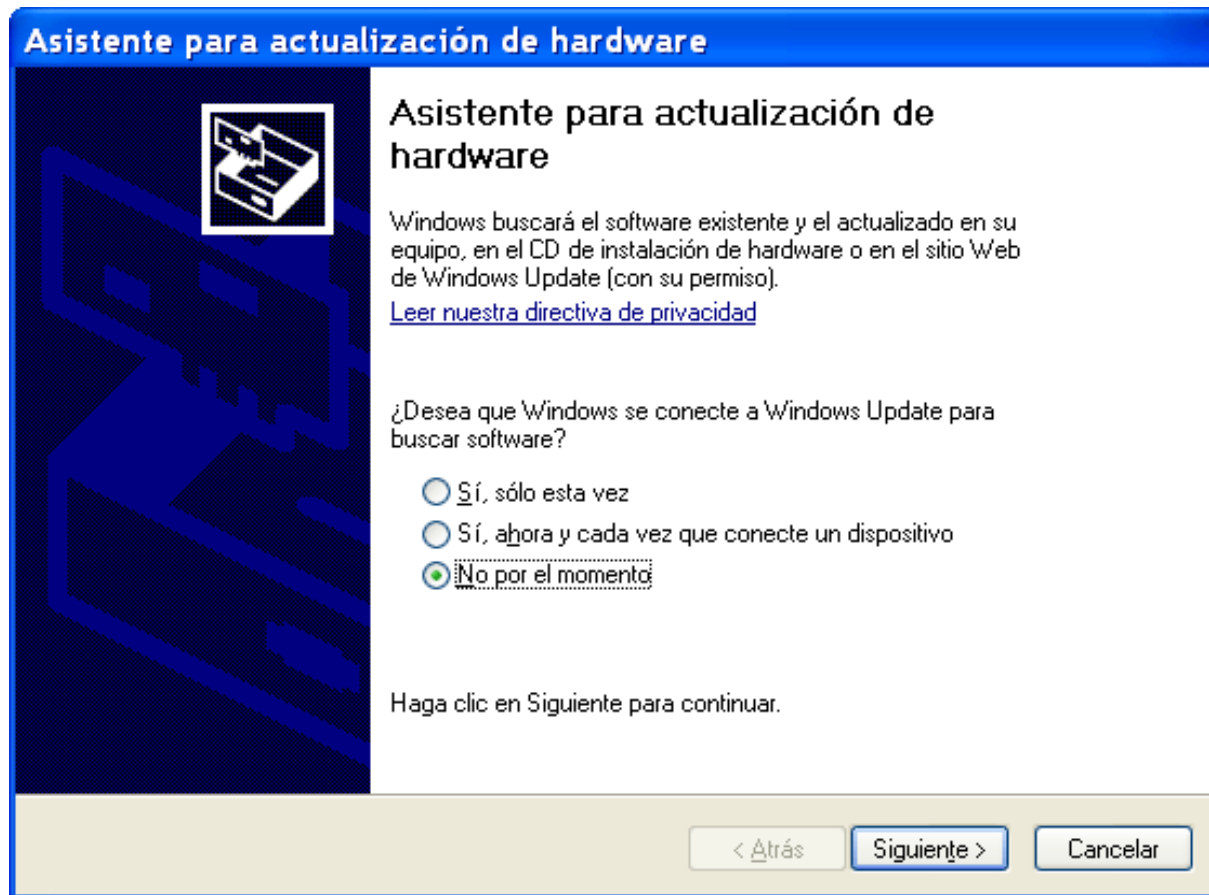 Asistente para actualización de hardware
Asistente para actualización de
hardware
Windows buscará el software existente y el actualizado en su
equipo, en el CD de instalación de hardware o en el sitio Web
de Windows Update (con su permiso).
Leer nuestra directiva de privacidad
¿Desea que Windows se conecte a Windows Update para
buscar software?
Sí, sólo esta vez
Sí, ahora y cada vez que conecte un dispositivo
No por el momento
Haga clic en Siguiente para continuar.
< Atrás
Siguiente >
Cancelar